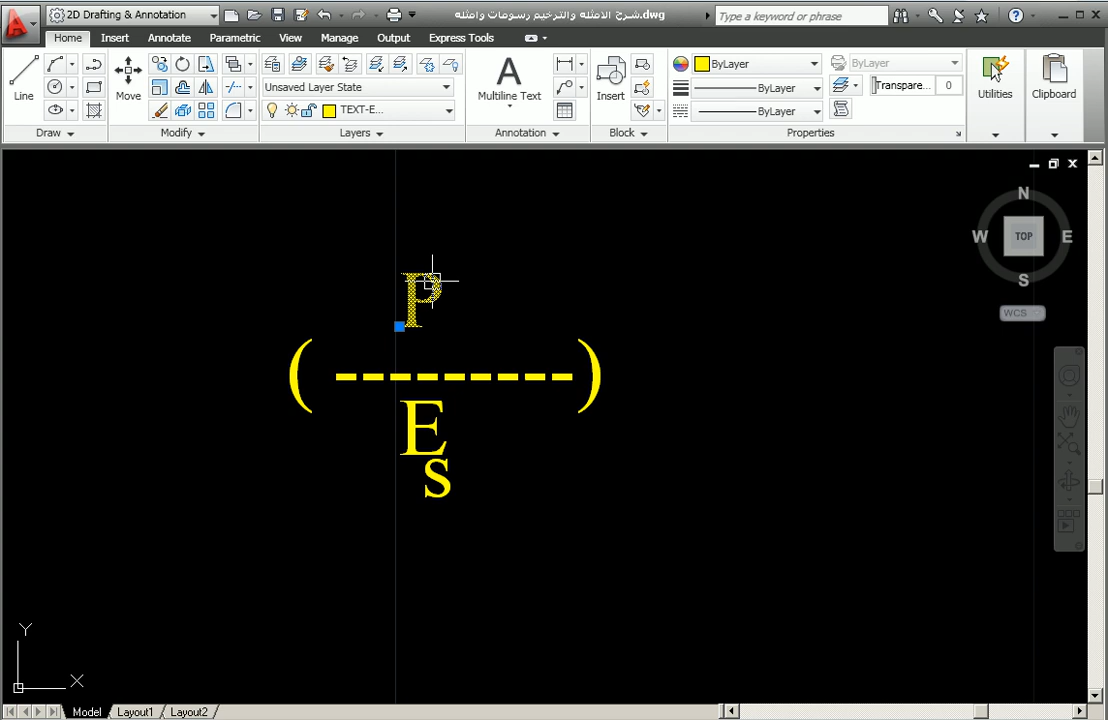 2D Drafting & Annotation
شرح الامثله والترخيم رسومات وامثله.dwg
Type a keyword or phrase
Home Insert Annotate Parametric View Manage Output Express Tools
Line
Move
Unsaved Layer State
TEXT-E...
A
Multiline Text
Insert
ByLayer
ByLayer
ByLayer
ByLayer
Transpare... 0
Utilities
Clipboard
Draw Modify Layers Annotation Block Properties
N
W TOP E
S
WCS
P
( --------- )
E
s
Y
X
Model Layout1 Layout2